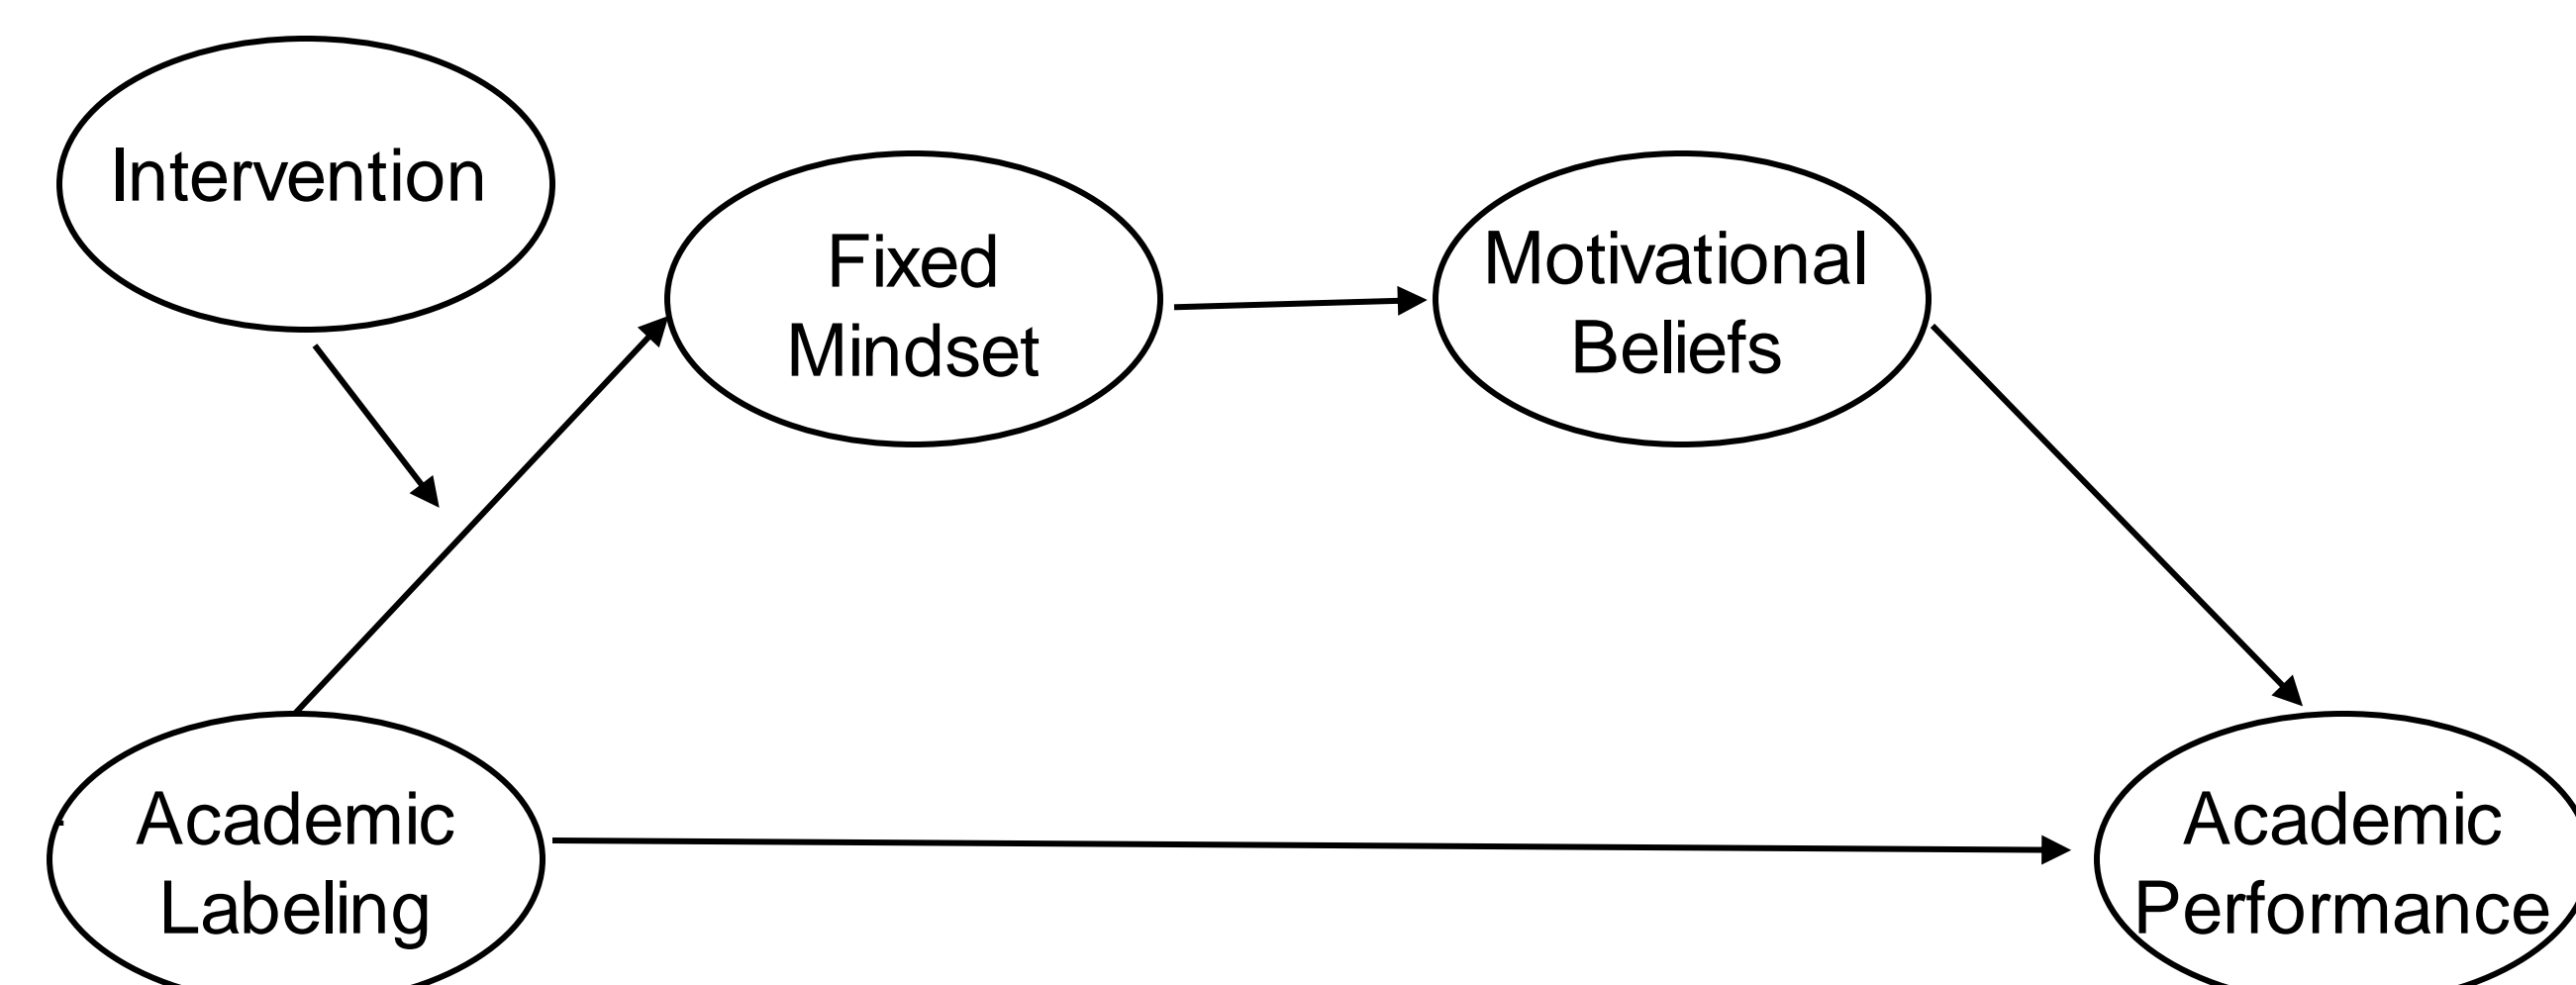 Intervention
Fixed
Mindset
Motivational
Beliefs
Academic
Labeling
Academic
Performance